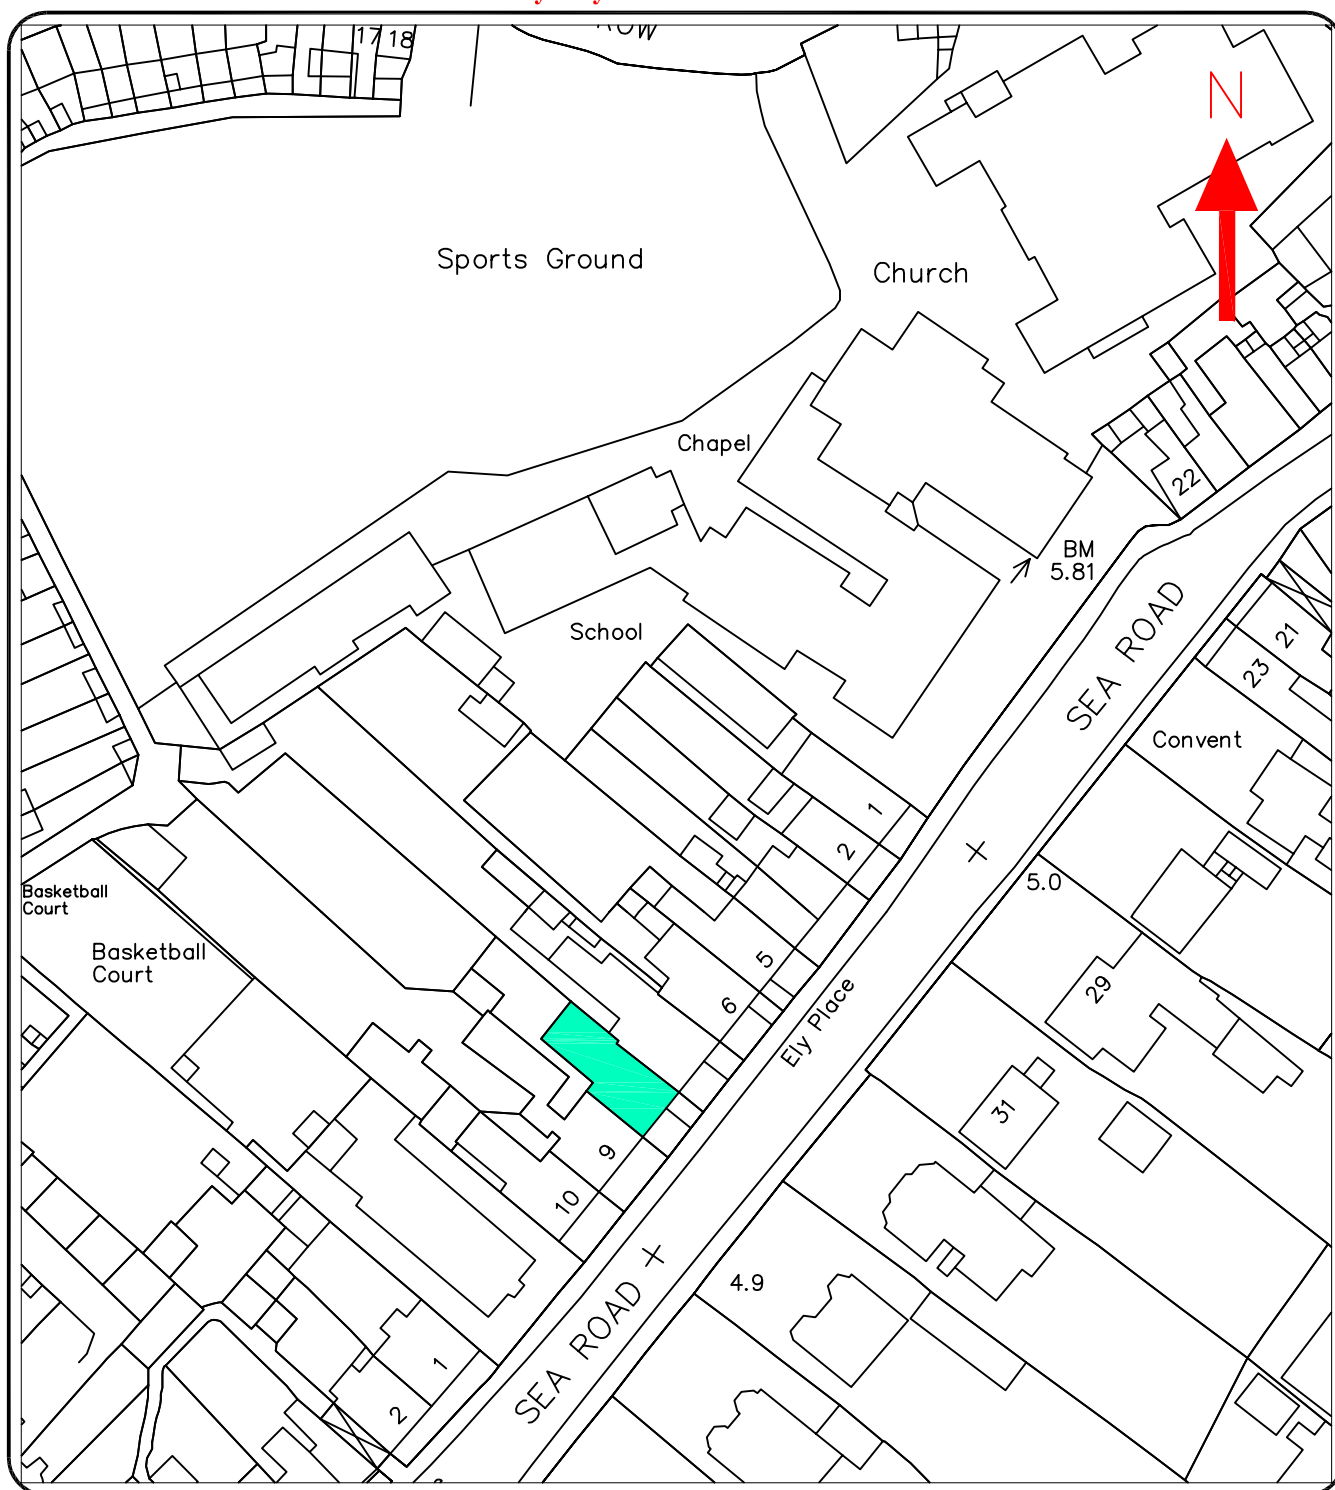 17 18
N
Sports Ground
Church
Chapel
22
BM
5.81
SEA ROAD
School
21
23
Convent
1
2
5.0
Basketball
Court
Basketball
Court
5
6
29
Ely Place
31
9
10
4.9
SEA ROAD
1
2